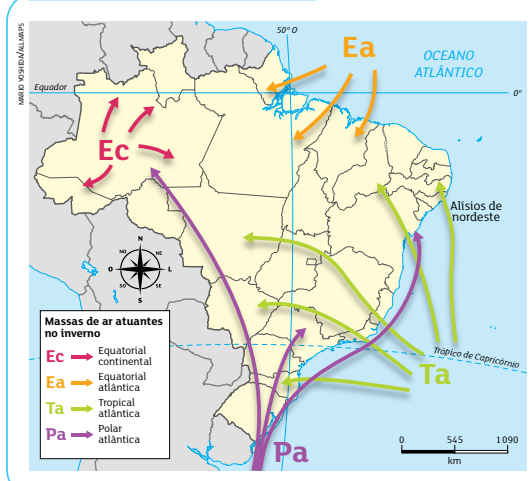 MARIO YOSHIDA/ALLMAPS
50° O
Ea
OCEANO
ATLÂNTICO
Equador
0°
Ec
Alísios de
nordeste
N
NO
NE
O
L
SO
SE
S
Massas de ar atuantes
no inverno
Ec Equatorial
continental
Ea Equatorial
atlântica
Ta Tropical
atlântica
Pa Polar
atlântica
Trópico de Capricórnio
Ta
Pa
0 545 1 090
km